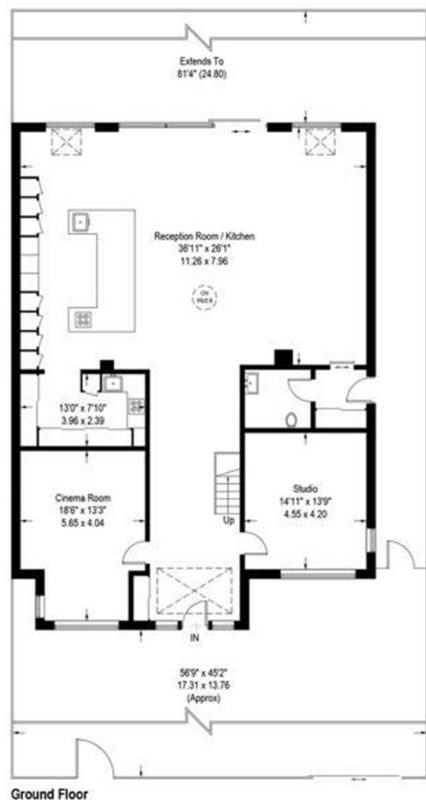 Extends To
81'4" (24.80)
Reception Room / Kitchen
36'11" x 26'1"
11.26 x 7.96
13'0" x 7'10"
3.96 x 2.39
Cinema Room
18'6" x 13'3"
5.65 x 4.04
Studio
14'11" x 13'9"
4.55 x 4.20
Up
IN
56'9" x 45'2"
17.31 x 13.76
(Approx)
Ground Floor